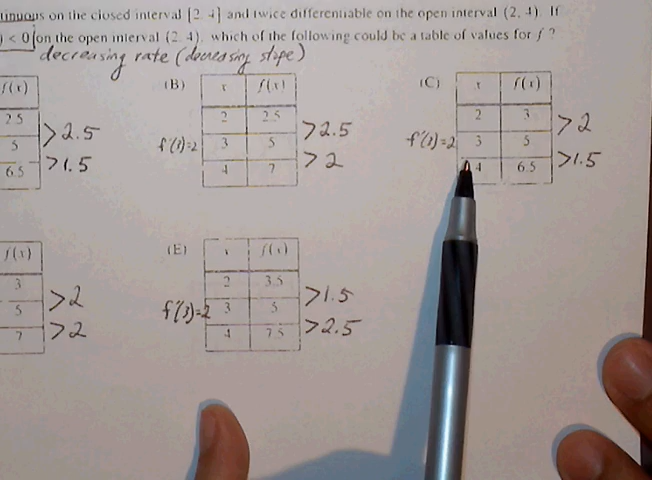 tinuous on the closed interval [2, 4] and twice differentiable on the open interval (2, 4). If
) < 0 on the open interval (2, 4), which of the following could be a table of values for f ?
decreasing rate (decreasing slope)
f(x)
2.5
5
6.5
>2.5
>1.5
(B)
x f(x)
2 2.5
3 5
4 7
f'(3)=2
>2.5
>2
(C)
x f(x)
2 3
3 5
4 6.5
f'(3)=2
>2
>1.5
f(x)
3
5
7
>2
>2
(E)
x f(x)
2 3.5
3 5
4 7.5
f'(3)=2
>1.5
>2.5